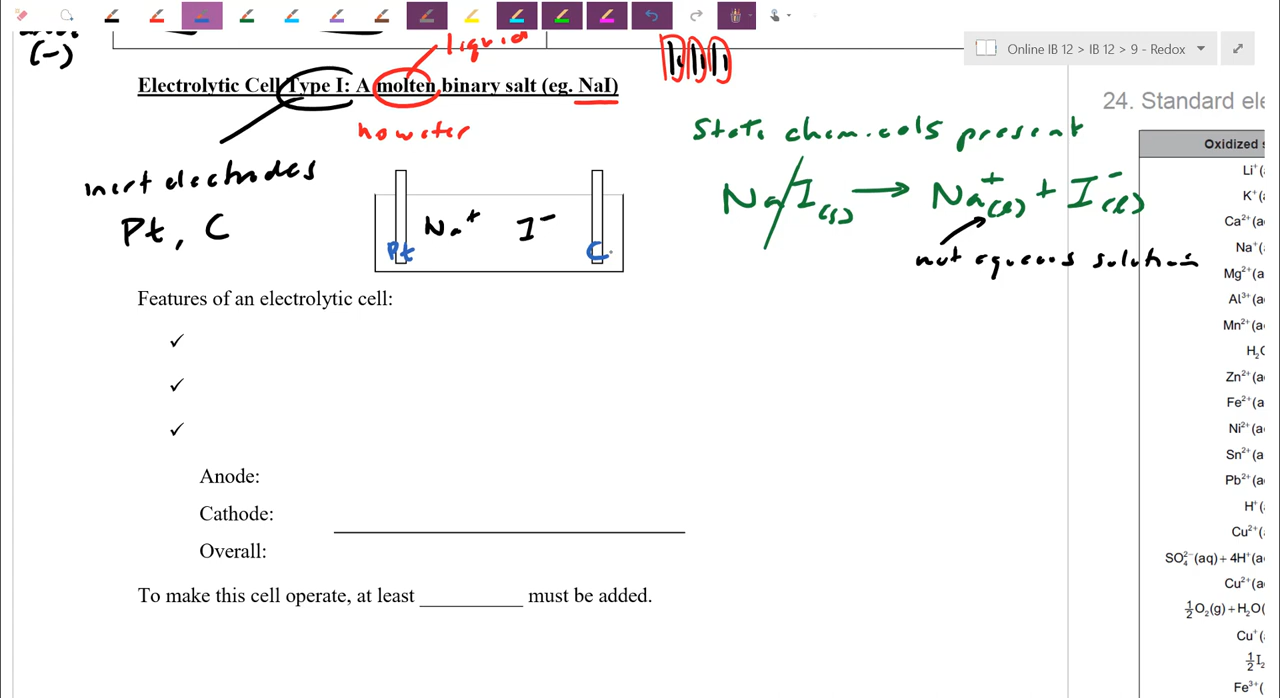 (-)
liquid
Online IB 12 > IB 12 > 9 - Redox
Electrolytic Cell Type I: A molten binary salt (eg. NaI)
no water
24. Standard ele
State chemicals present
Oxidized s
inert electrodes
Pt, C
Na⁺ I⁻
Pt C
NaI(s) → Na⁺(l) + I⁻(l)
not aqueous solution
Features of an electrolytic cell:
✓
✓
✓
Anode:
Cathode:
Overall:
To make this cell operate, at least __________ must be added.
Li⁺(
K⁺(
Ca²⁺(a
Na⁺(
Mg²⁺(a
Al³⁺(a
Mn²⁺(a
H₂O
Zn²⁺(a
Fe²⁺(a
Ni²⁺(a
Sn²⁺(a
Pb²⁺(a
H⁺(
Cu²⁺(
SO₄²⁻(aq) + 4H⁺(a
Cu²⁺(a
½O₂(g) + H₂O(
Cu⁺(
½I₂
Fe³⁺(